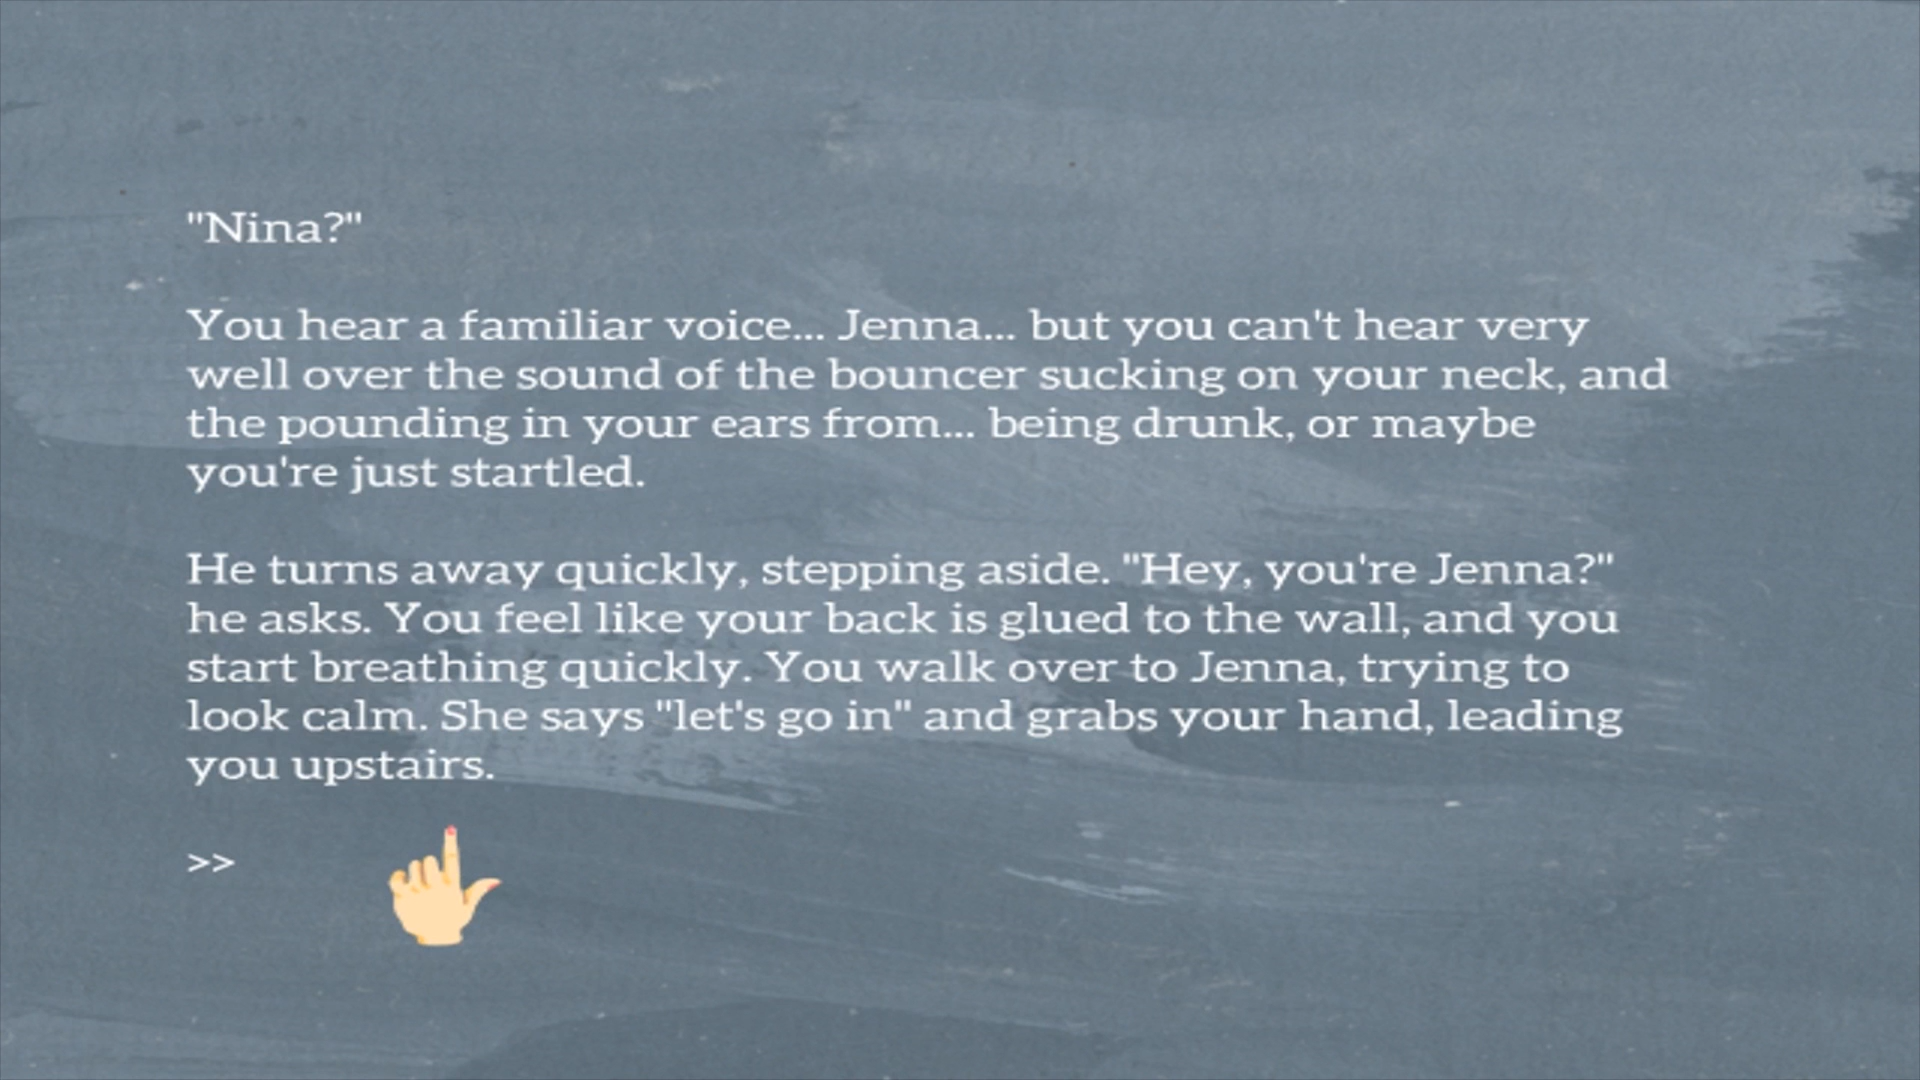 "Nina?"
You hear a familiar voice... Jenna... but you can't hear very
well over the sound of the bouncer sucking on your neck, and
the pounding in your ears from... being drunk, or maybe
you're just startled.
He turns away quickly, stepping aside. "Hey, you're Jenna?"
he asks. You feel like your back is glued to the wall, and you
start breathing quickly. You walk over to Jenna, trying to
look calm. She says "let's go in" and grabs your hand, leading
you upstairs.
>>